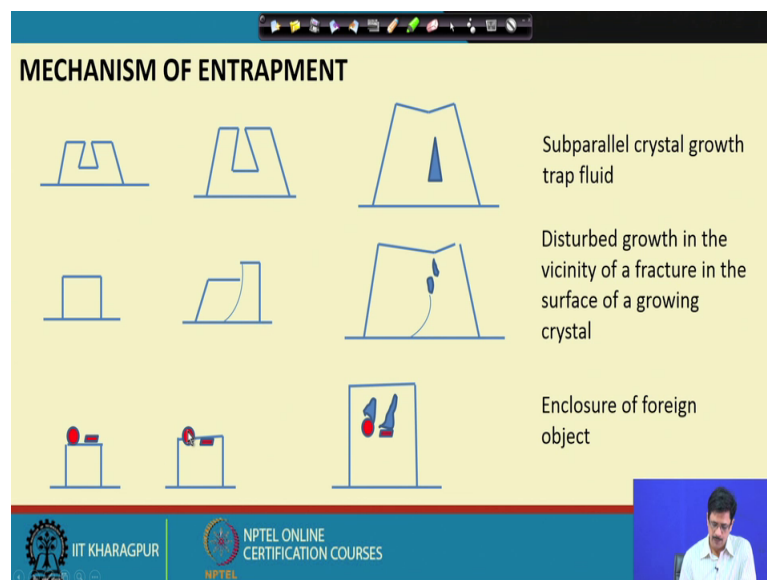 MECHANISM OF ENTRAPMENT
Subparallel crystal growth
trap fluid
Disturbed growth in the
vicinity of a fracture in the
surface of a growing
crystal
Enclosure of foreign
object
IIT KHARAGPUR
NPTEL ONLINE
CERTIFICATION COURSES
NPTEL